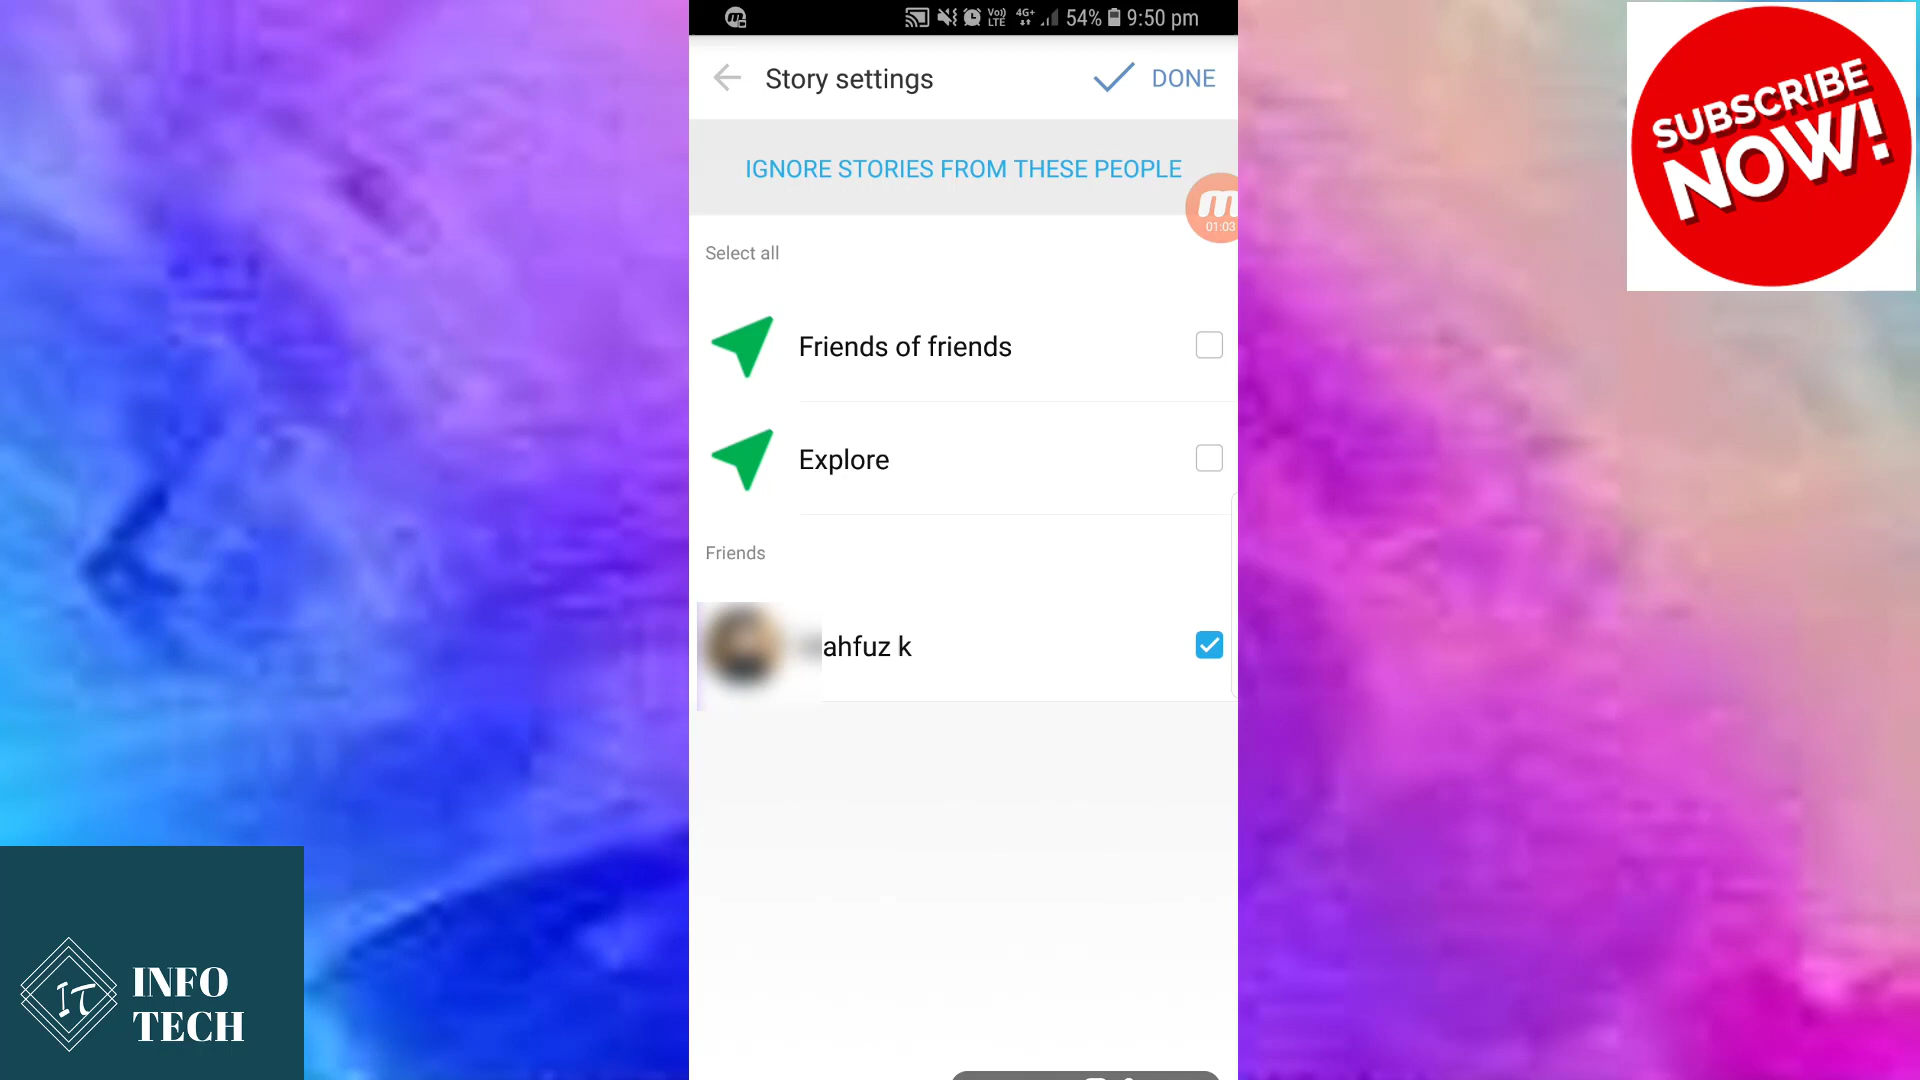 54% 9:50 pm
Story settings
DONE
IGNORE STORIES FROM THESE PEOPLE
01:03
Select all
Friends of friends
Explore
Friends
ahfuz k
SUBSCRIBE
NOW!
IT
INFO
TECH